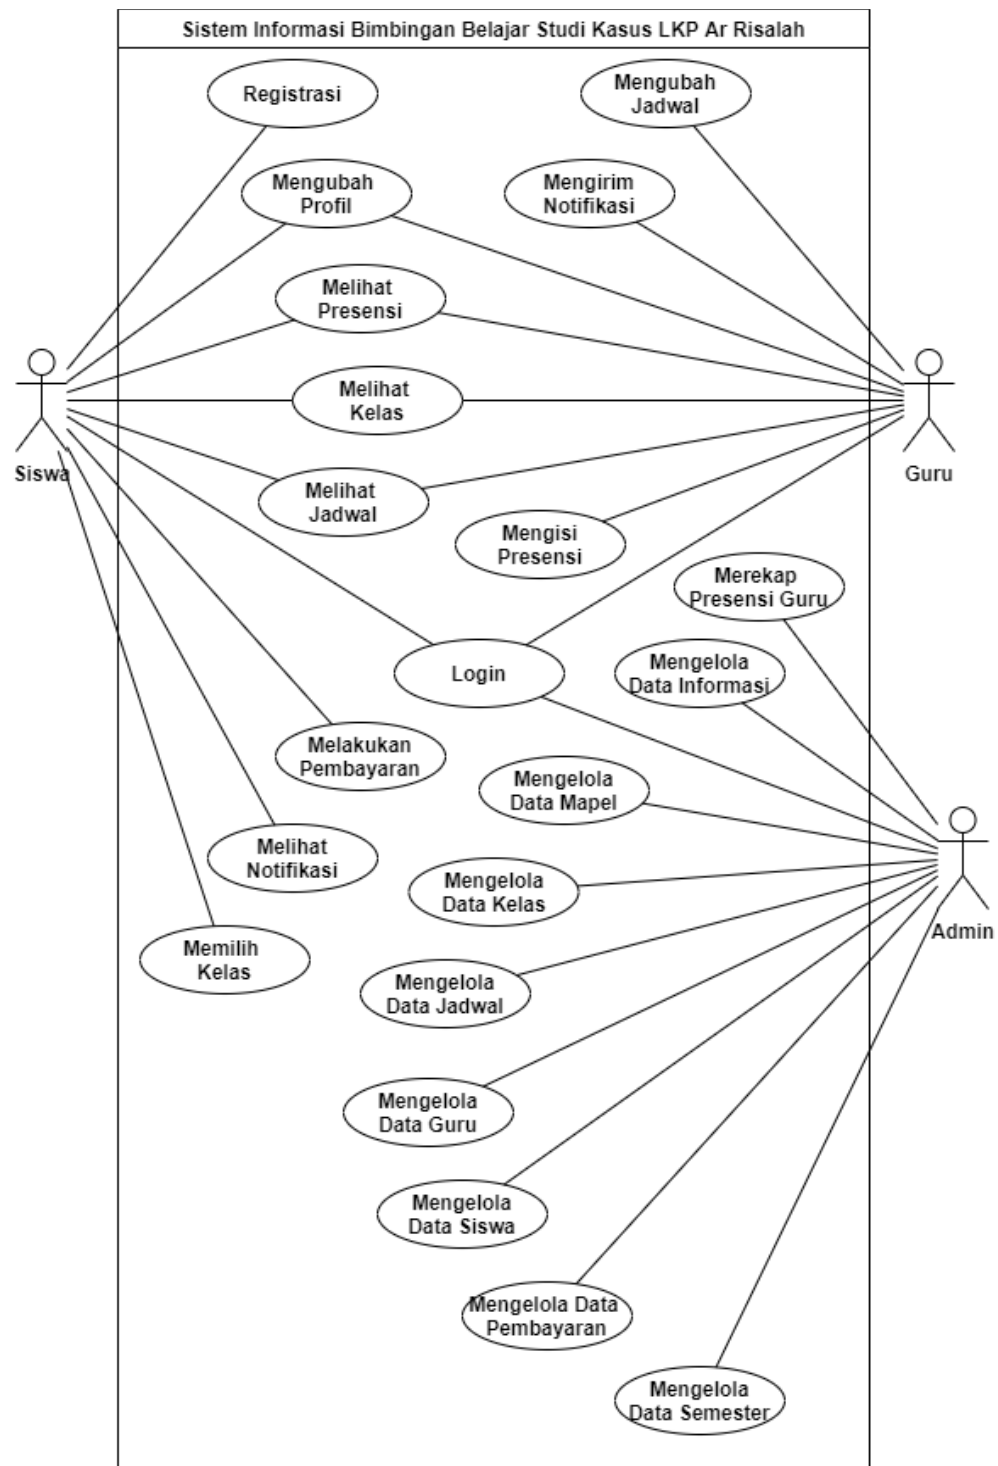 Sistem Informasi Bimbingan Belajar Studi Kasus LKP Ar Risalah
Registrasi
Mengubah
Jadwal
Mengubah
Profil
Mengirim
Notifikasi
Melihat
Presensi
Melihat
Kelas
Siswa
Guru
Melihat
Jadwal
Mengisi
Presensi
Merekap
Presensi Guru
Login
Mengelola
Data Informasi
Melakukan
Pembayaran
Mengelola
Data Mapel
Melihat
Notifikasi
Mengelola
Data Kelas
Admin
Memilih
Kelas
Mengelola
Data Jadwal
Mengelola
Data Guru
Mengelola
Data Siswa
Mengelola Data
Pembayaran
Mengelola
Data Semester